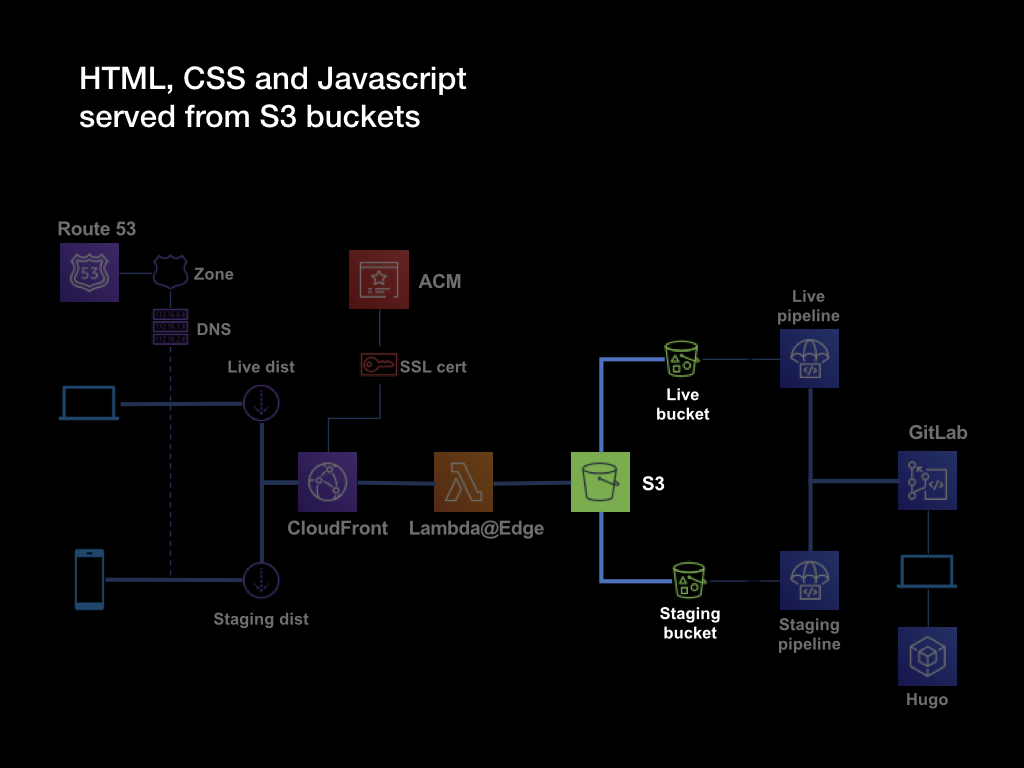 HTML, CSS and Javascript
served from S3 buckets
Route 53
53
Zone
DNS
ACM
SSL cert
Live dist
Live
pipeline
Live
bucket
GitLab
S3
CloudFront
Lambda@Edge
Staging dist
Staging
bucket
Staging
pipeline
Hugo